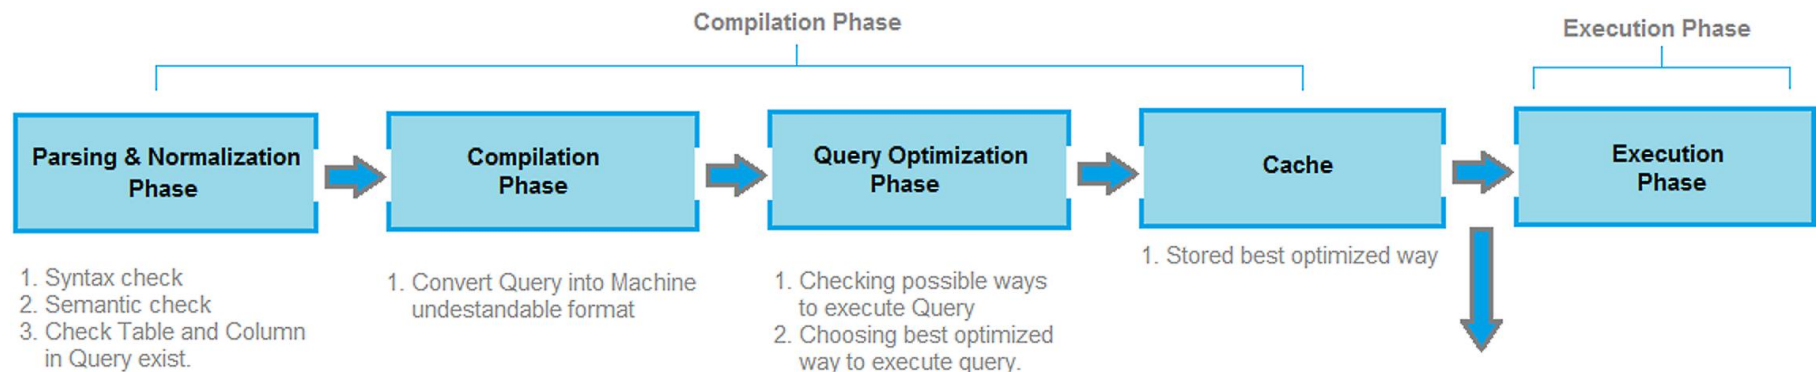 Compilation Phase
Execution Phase
Parsing & Normalization
Phase
Compilation
Phase
Query Optimization
Phase
Cache
Execution
Phase
1. Syntax check
2. Semantic check
3. Check Table and Column
in Query exist.
1. Convert Query into Machine
undestandable format
1. Checking possible ways
to execute Query
2. Choosing best optimized
way to execute query.
1. Stored best optimized way